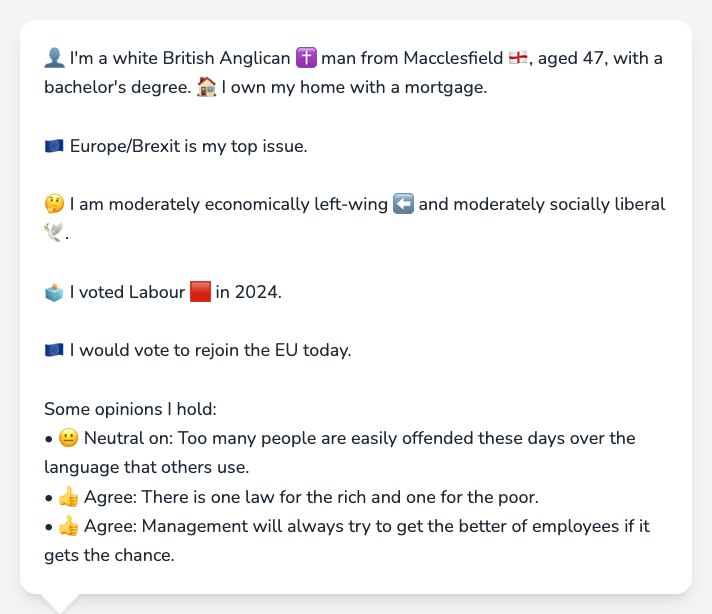 👤 I'm a white British Anglican ✝️ man from Macclesfield 🏴󠁧󠁢󠁥󠁮󠁧󠁿, aged 47, with a
bachelor's degree. 🏠 I own my home with a mortgage.
🇪🇺 Europe/Brexit is my top issue.
🤔 I am moderately economically left-wing ⬅️ and moderately socially liberal
🕊️.
🗳️ I voted Labour 🟥 in 2024.
🇪🇺 I would vote to rejoin the EU today.
Some opinions I hold:
• 😐 Neutral on: Too many people are easily offended these days over the
language that others use.
• 👍 Agree: There is one law for the rich and one for the poor.
• 👍 Agree: Management will always try to get the better of employees if it
gets the chance.